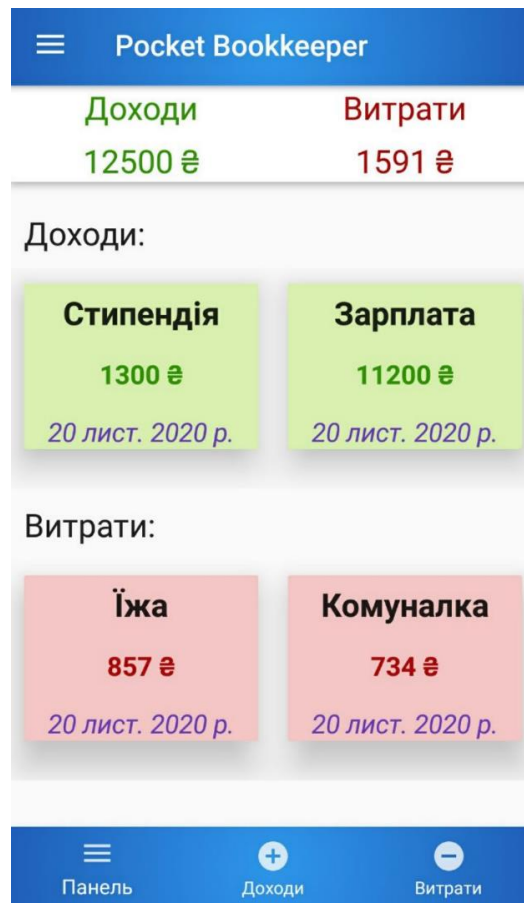 Pocket Bookkeeper
Доходи Витрати
12500 ₴ 1591 ₴
Доходи:
Стипендія Зарплата
1300 ₴ 11200 ₴
20 лист. 2020 р. 20 лист. 2020 р.
Витрати:
Їжа Комуналка
857 ₴ 734 ₴
20 лист. 2020 р. 20 лист. 2020 р.
Панель Доходи Витрати